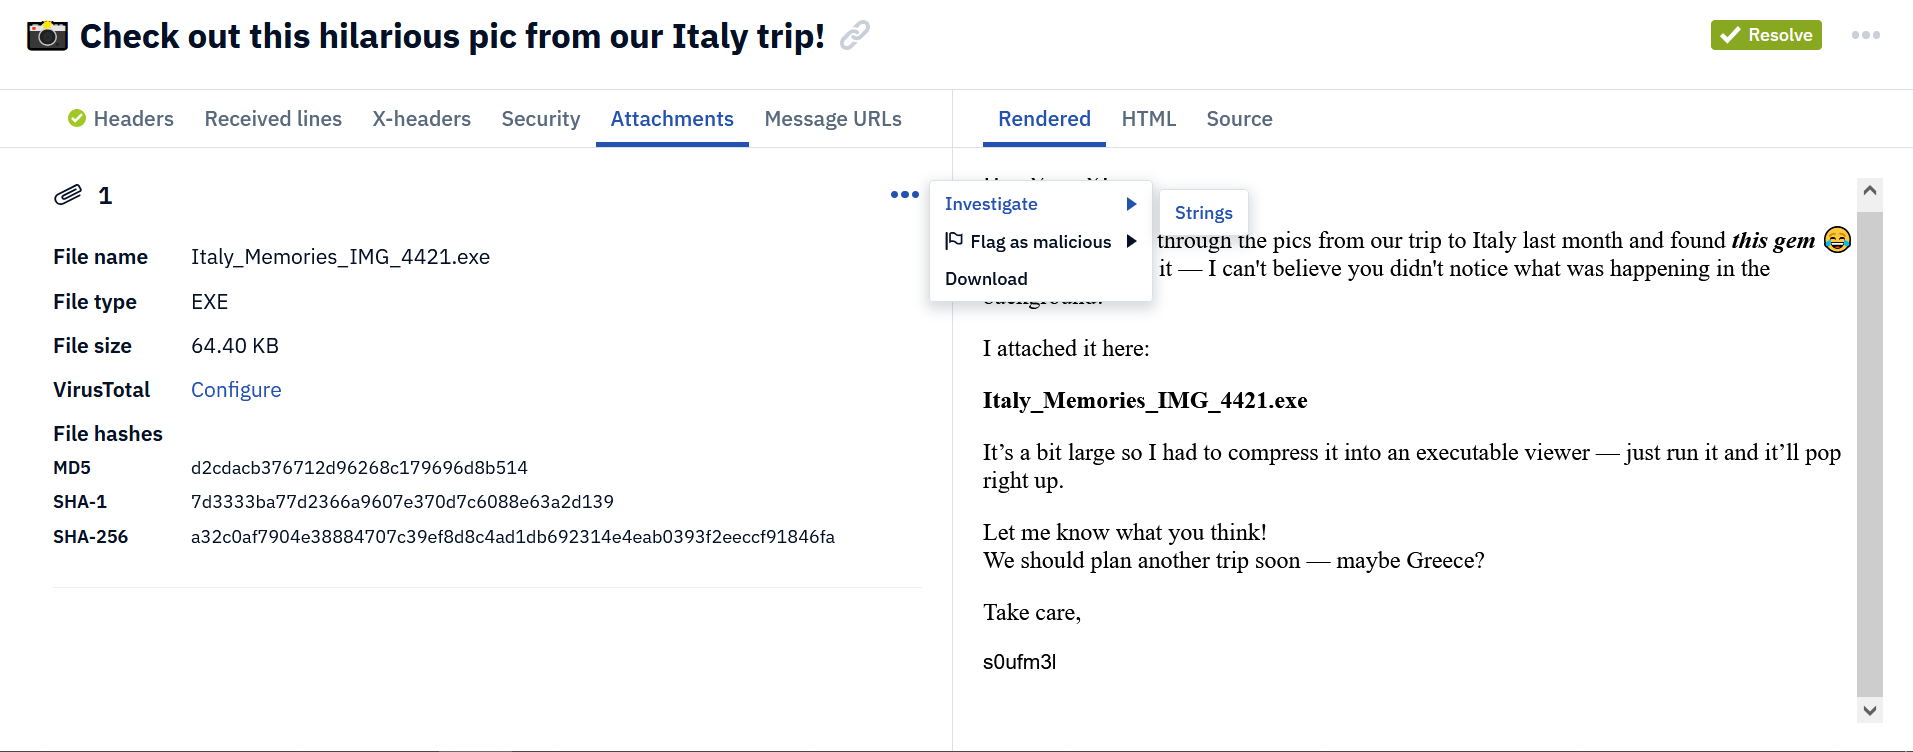 Check out this hilarious pic from our Italy trip!
Resolve
Headers Received lines X-headers Security Attachments Message URLs
Rendered HTML Source
1
File name Italy_Memories_IMG_4421.exe
File type EXE
File size 64.40 KB
VirusTotal Configure
File hashes
MD5 d2cdacb376712d96268c179696d8b514
SHA-1 7d3333ba77d2366a9607e370d7c6088e63a2d139
SHA-256 a32c0af7904e38884707c39ef8d8c4ad1db692314e4eab0393f2eeccf91846fa
Investigate
Flag as malicious
Download
Strings
through the pics from our trip to Italy last month and found this gem 😂
it — I can't believe you didn't notice what was happening in the
background.
I attached it here:
Italy_Memories_IMG_4421.exe
It’s a bit large so I had to compress it into an executable viewer — just run it and it’ll pop
right up.
Let me know what you think!
We should plan another trip soon — maybe Greece?
Take care,
s0ufm3l